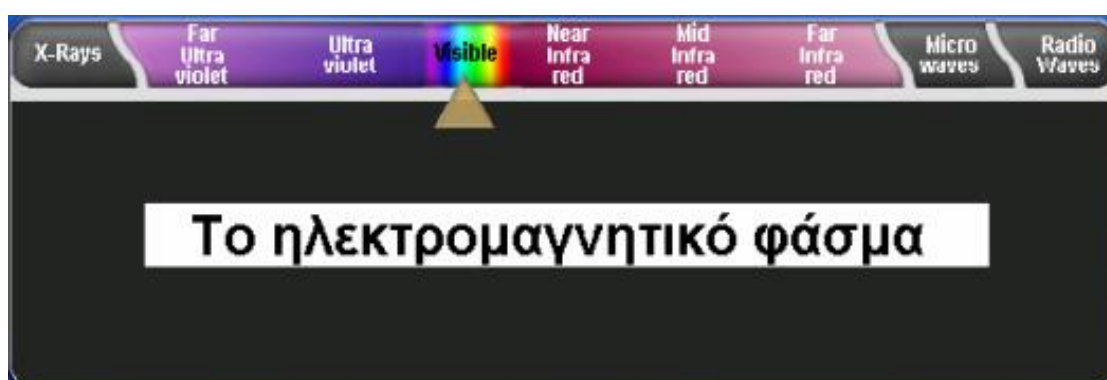 X-Rays
Far
Ultra
violet
Ultra
violet
Visible
Near
Infra
red
Mid
Infra
red
Far
Infra
red
Micro
waves
Radio
Waves
Το ηλεκτρομαγνητικό φάσμα